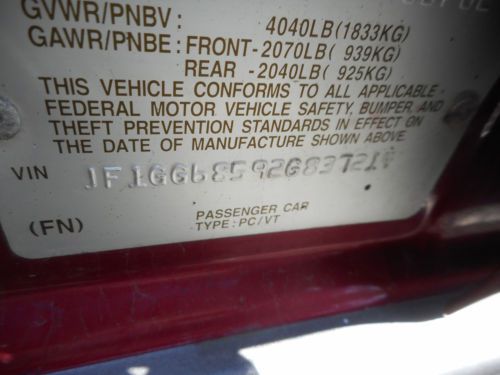 GVWR/PNBV: 4040LB(1833KG)
GAWR/PNBE: FRONT-2070LB( 939KG)
REAR -2040LB( 925KG)
THIS VEHICLE CONFORMS TO ALL APPLICABLE
FEDERAL MOTOR VEHICLE SAFETY, BUMPER, AND
THEFT PREVENTION STANDARDS IN EFFECT ON
THE DATE OF MANUFACTURE SHOWN ABOVE.
VIN
(FN) PASSENGER CAR
TYPE: PC/VT